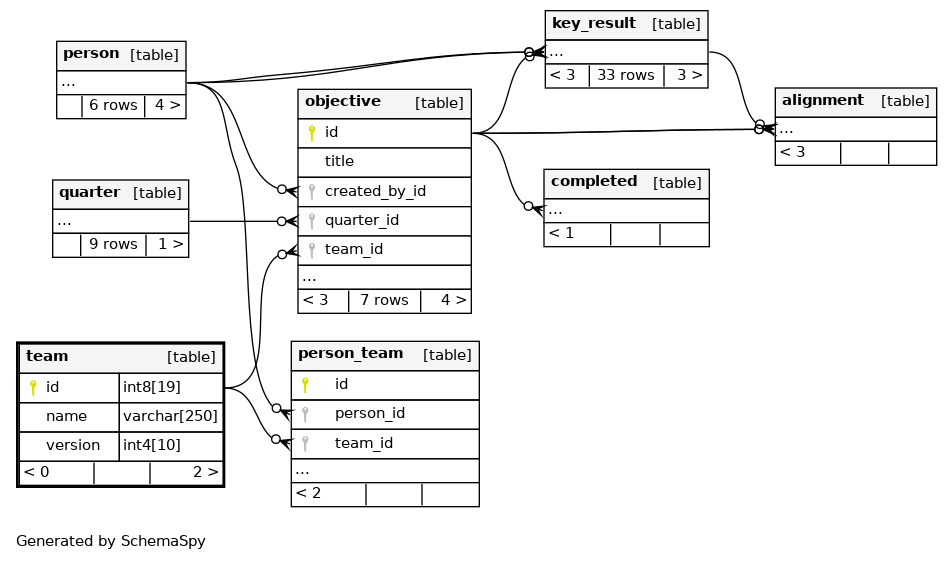 person [table]
...
6 rows 4 >
quarter [table]
...
9 rows 1 >
team [table]
id int8[19]
name varchar[250]
version int4[10]
< 0 2 >
objective [table]
id
title
created_by_id
quarter_id
team_id
...
< 3 7 rows 4 >
person_team [table]
id
person_id
team_id
...
< 2
key_result [table]
...
< 3 33 rows 3 >
completed [table]
...
< 1
alignment [table]
...
< 3
Generated by SchemaSpy